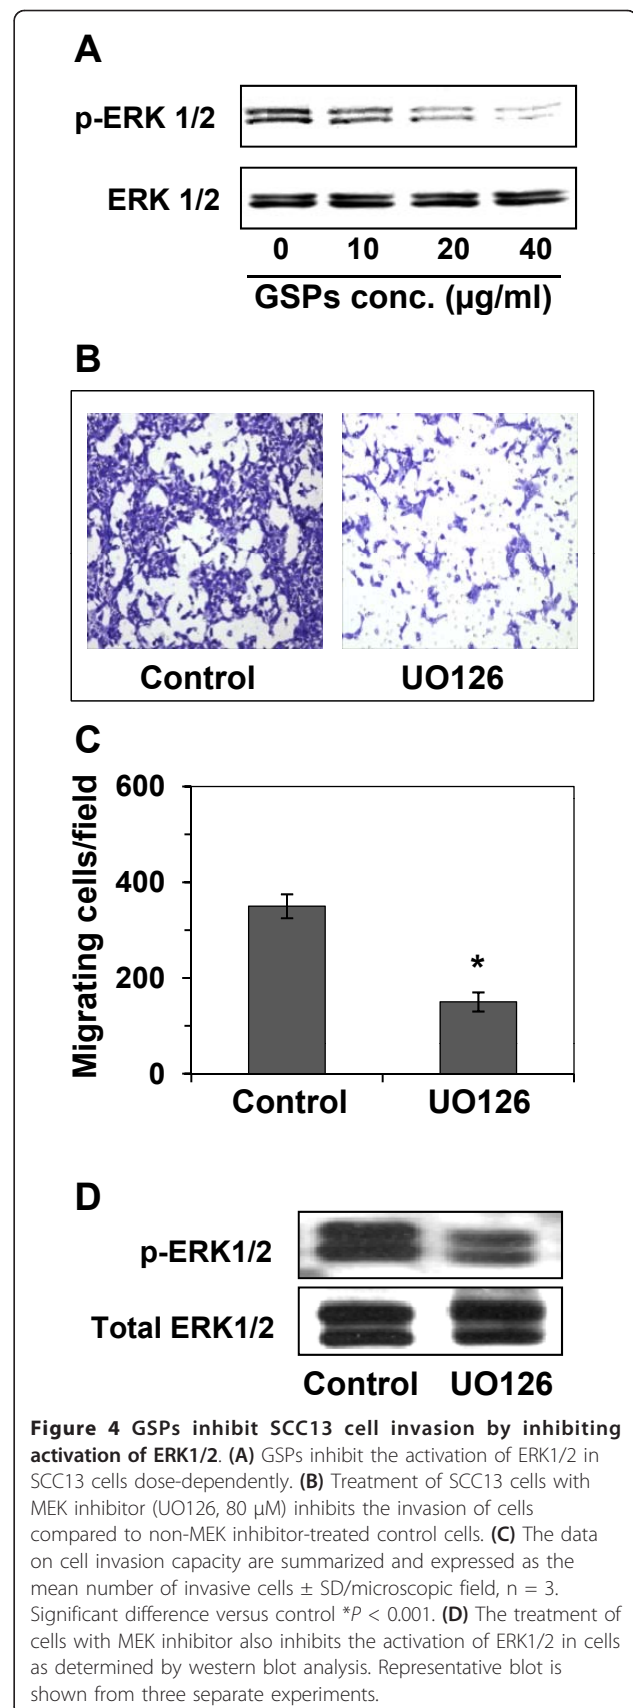 A
p-ERK 1/2
ERK 1/2
0 10 20 40
GSPs conc. (µg/ml)
B
Control UO126
C
Migrating cells/field
600
400
200
0
*
Control UO126
D
p-ERK1/2
Total ERK1/2
Control UO126
Figure 4 GSPs inhibit SCC13 cell invasion by inhibiting
activation of ERK1/2. (A) GSPs inhibit the activation of ERK1/2 in
SCC13 cells dose-dependently. (B) Treatment of SCC13 cells with
MEK inhibitor (UO126, 80 µM) inhibits the invasion of cells
compared to non-MEK inhibitor-treated control cells. (C) The data
on cell invasion capacity are summarized and expressed as the
mean number of invasive cells ± SD/microscopic field, n = 3.
Significant difference versus control *P < 0.001. (D) The treatment of
cells with MEK inhibitor also inhibits the activation of ERK1/2 in cells
as determined by western blot analysis. Representative blot is
shown from three separate experiments.